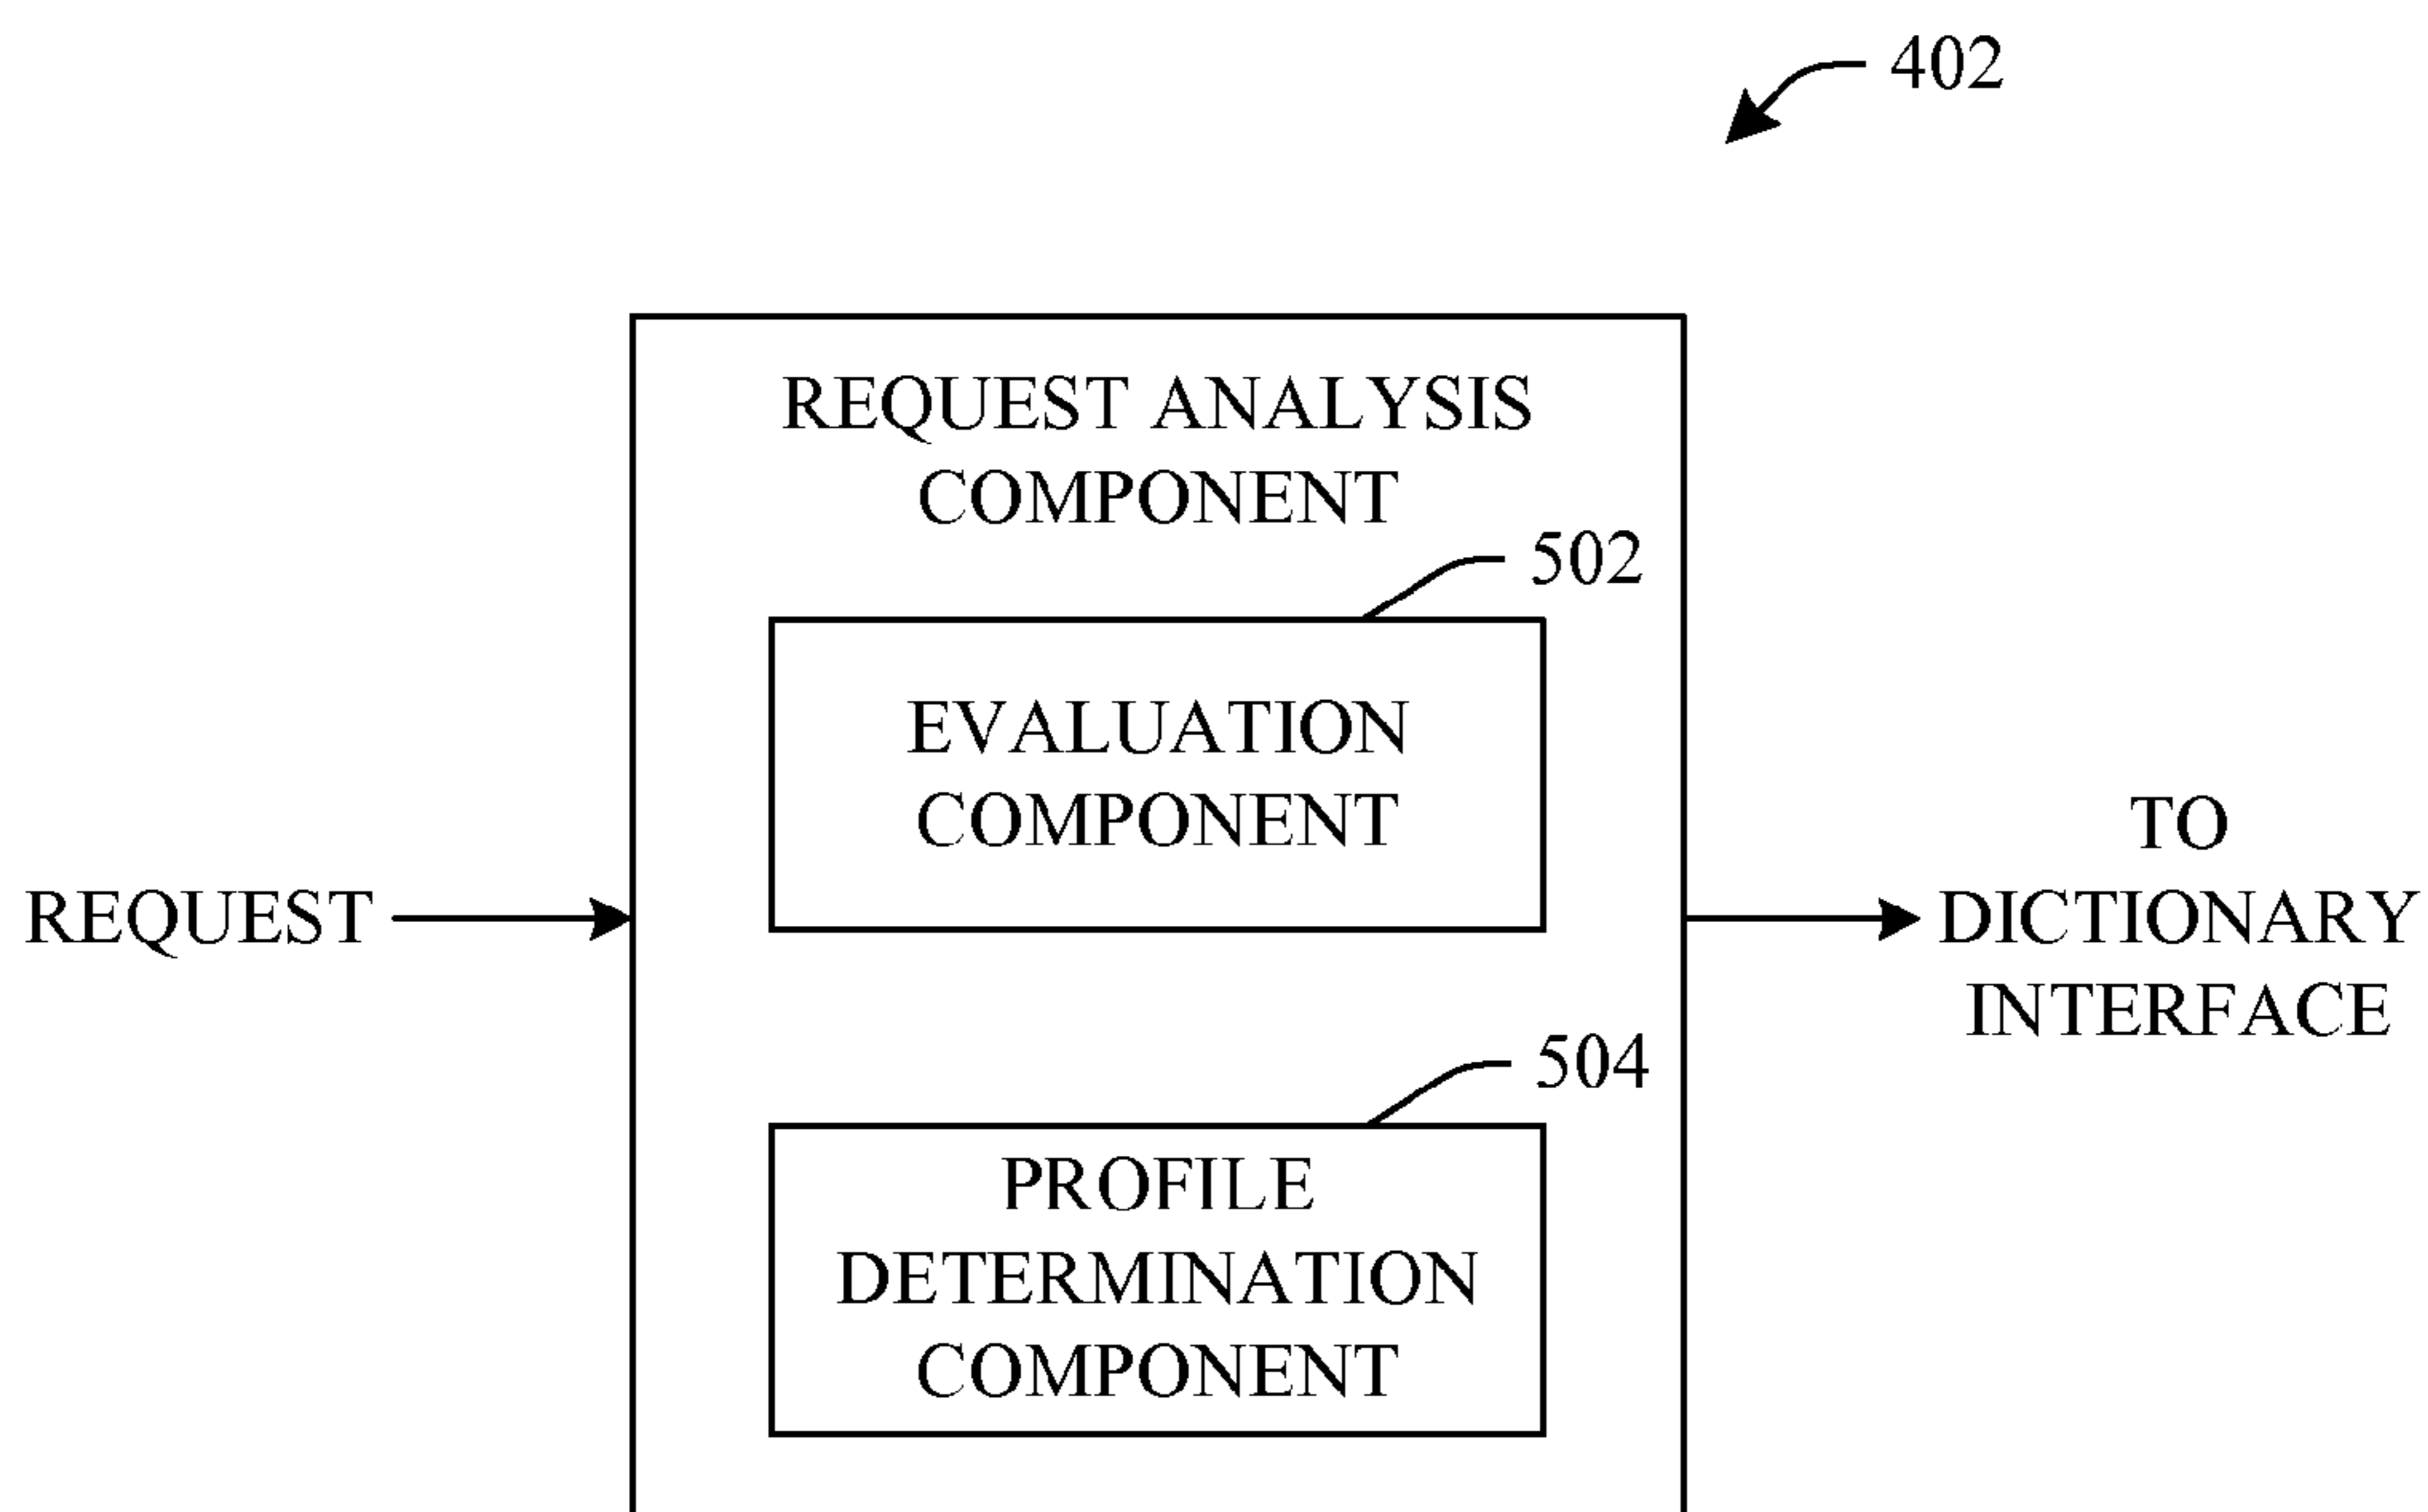 402
REQUEST ANALYSIS
COMPONENT
502
EVALUATION
COMPONENT
REQUEST
TO
DICTIONARY
INTERFACE
504
PROFILE
DETERMINATION
COMPONENT